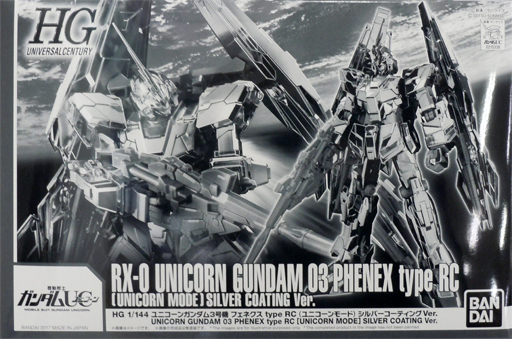 HG
UNIVERSAL CENTURY
RX-0 UNICORN GUNDAM 03 PHENEX type RC
[UNICORN MODE] SILVER COATING Ver.
機動戦士
ガンダムUC
MOBILE SUIT GUNDAM UNICORN
HG 1/144 ユニコーンガンダム3号機 フェネクス type RC (ユニコーンモード) シルバーコーティングVer.
UNICORN GUNDAM 03 PHENEX type RC [UNICORN MODE] SILVER COATING Ver.
BAN
DAI